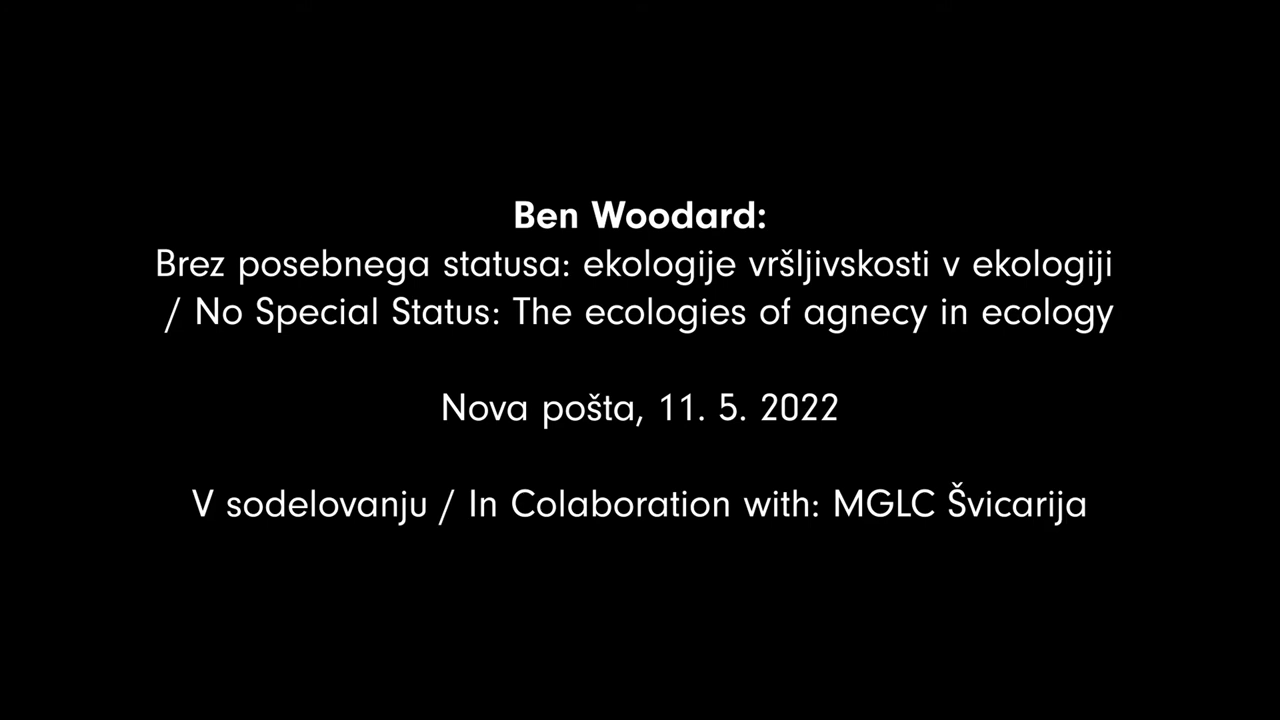 Ben Woodard:
Brez posebnega statusa: ekologije vršljivskosti v ekologiji
/ No Special Status: The ecologies of agnecy in ecology
Nova pošta, 11. 5. 2022
V sodelovanju / In Colaboration with: MGLC Švicarija